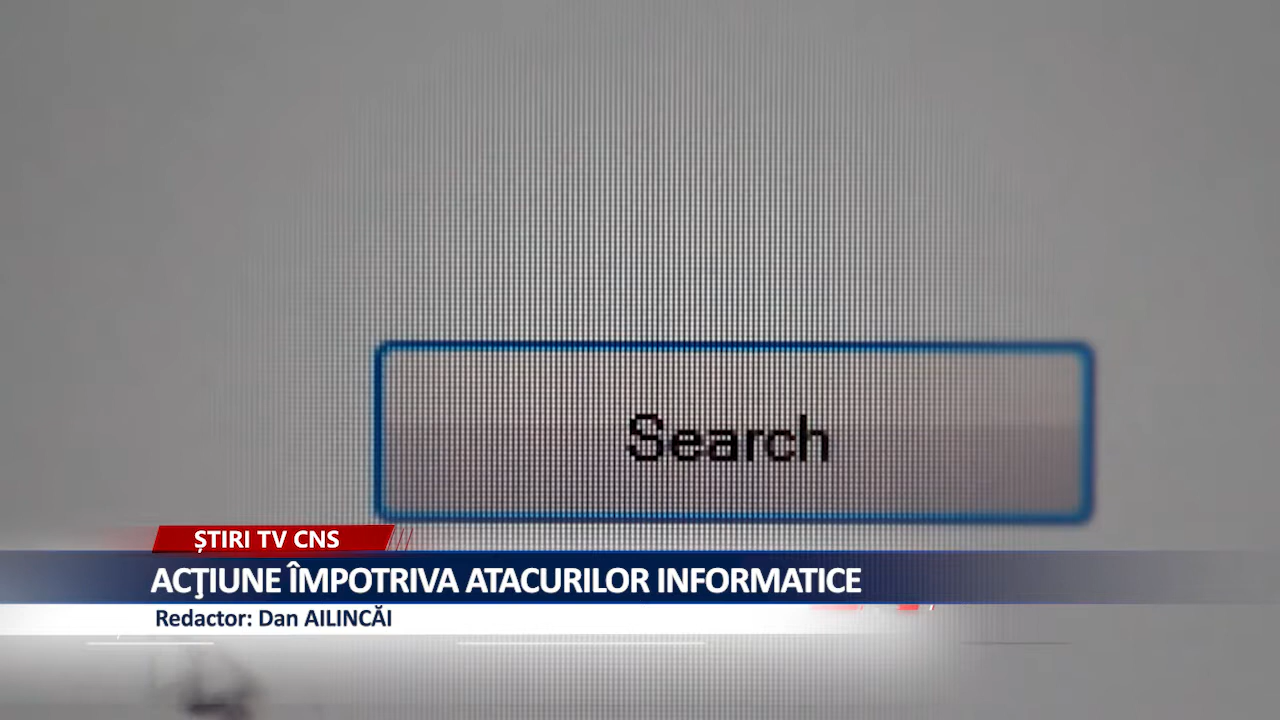 Search
ȘTIRI TV CNS
ACŢIUNE ÎMPOTRIVA ATACURILOR INFORMATICE
Redactor: Dan AILINCĂI